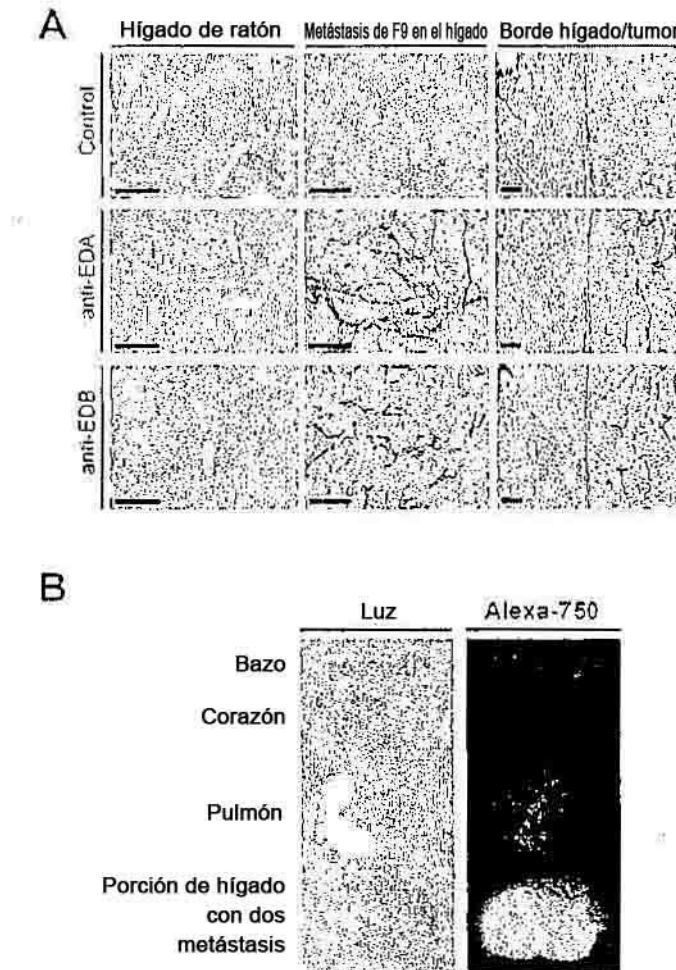 A
Hígado de ratón
Metástasis de F9 en el hígado
Borde hígado/tumor
Control
anti-EDA
anti-EDB
B
Luz
Alexa-750
Bazo
Corazón
Pulmón
Porción de hígado
con dos
metástasis